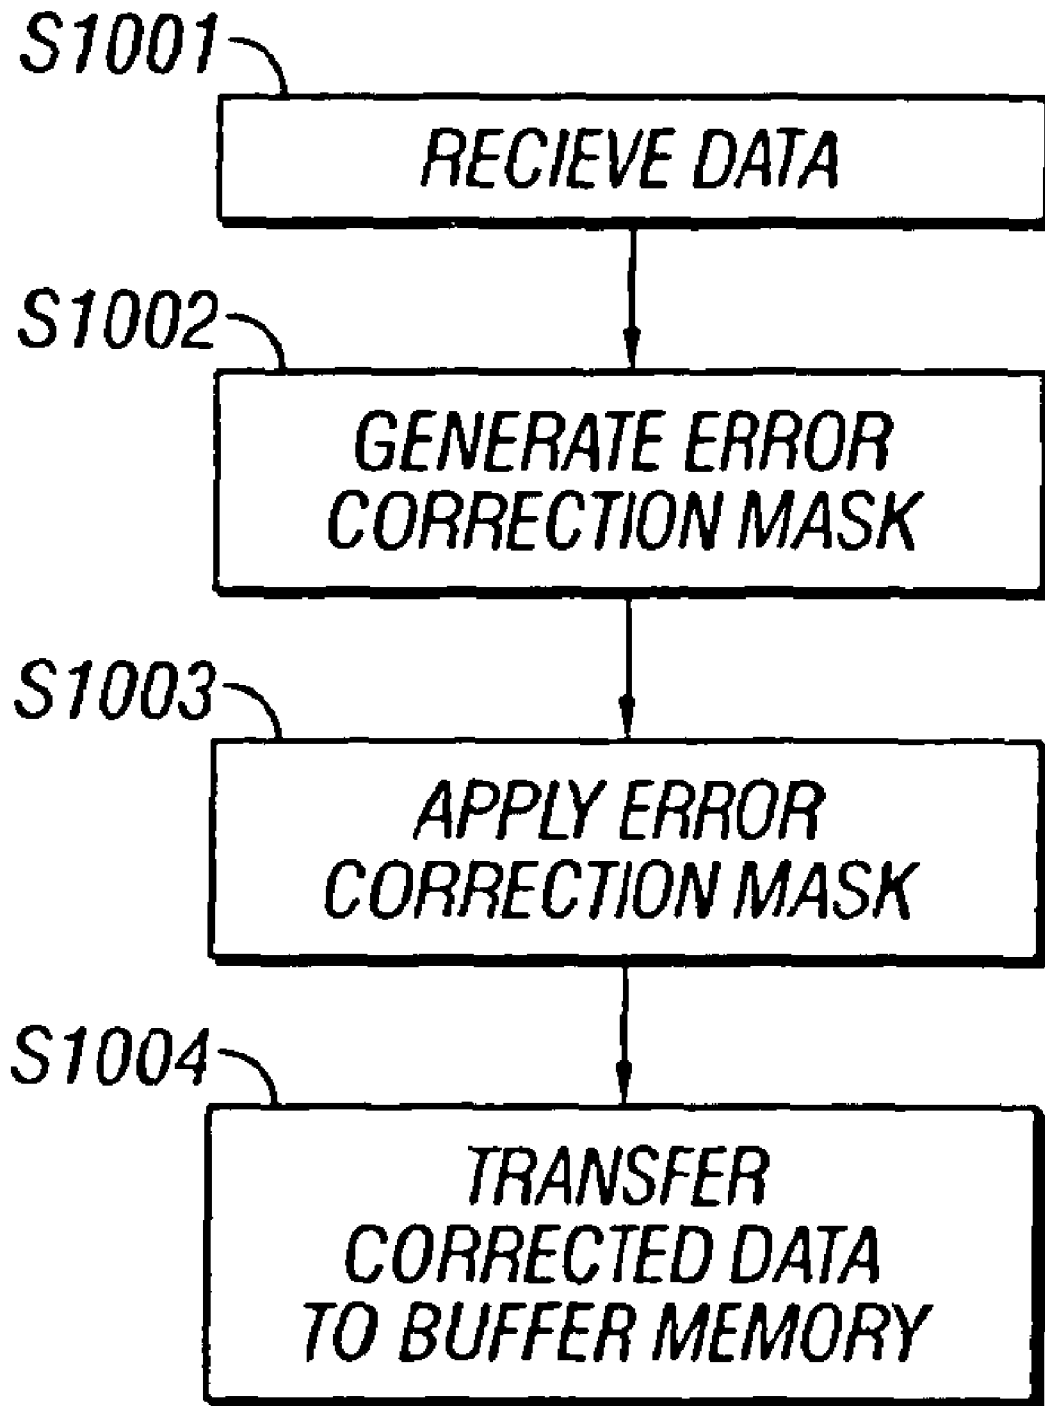 S1001
RECIEVE DATA
S1002
GENERATE ERROR
CORRECTION MASK
S1003
APPLY ERROR
CORRECTION MASK
S1004
TRANSFER
CORRECTED DATA
TO BUFFER MEMORY